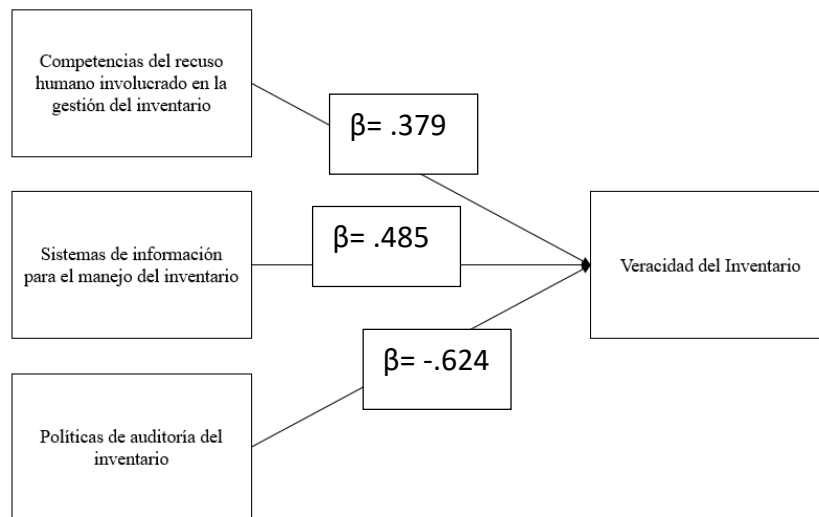 Competencias del recuso
humano involucrado en la
gestión del inventario
β= .379
Sistemas de información
para el manejo del inventario
β= .485
Veracidad del Inventario
β= -.624
Políticas de auditoría del
inventario